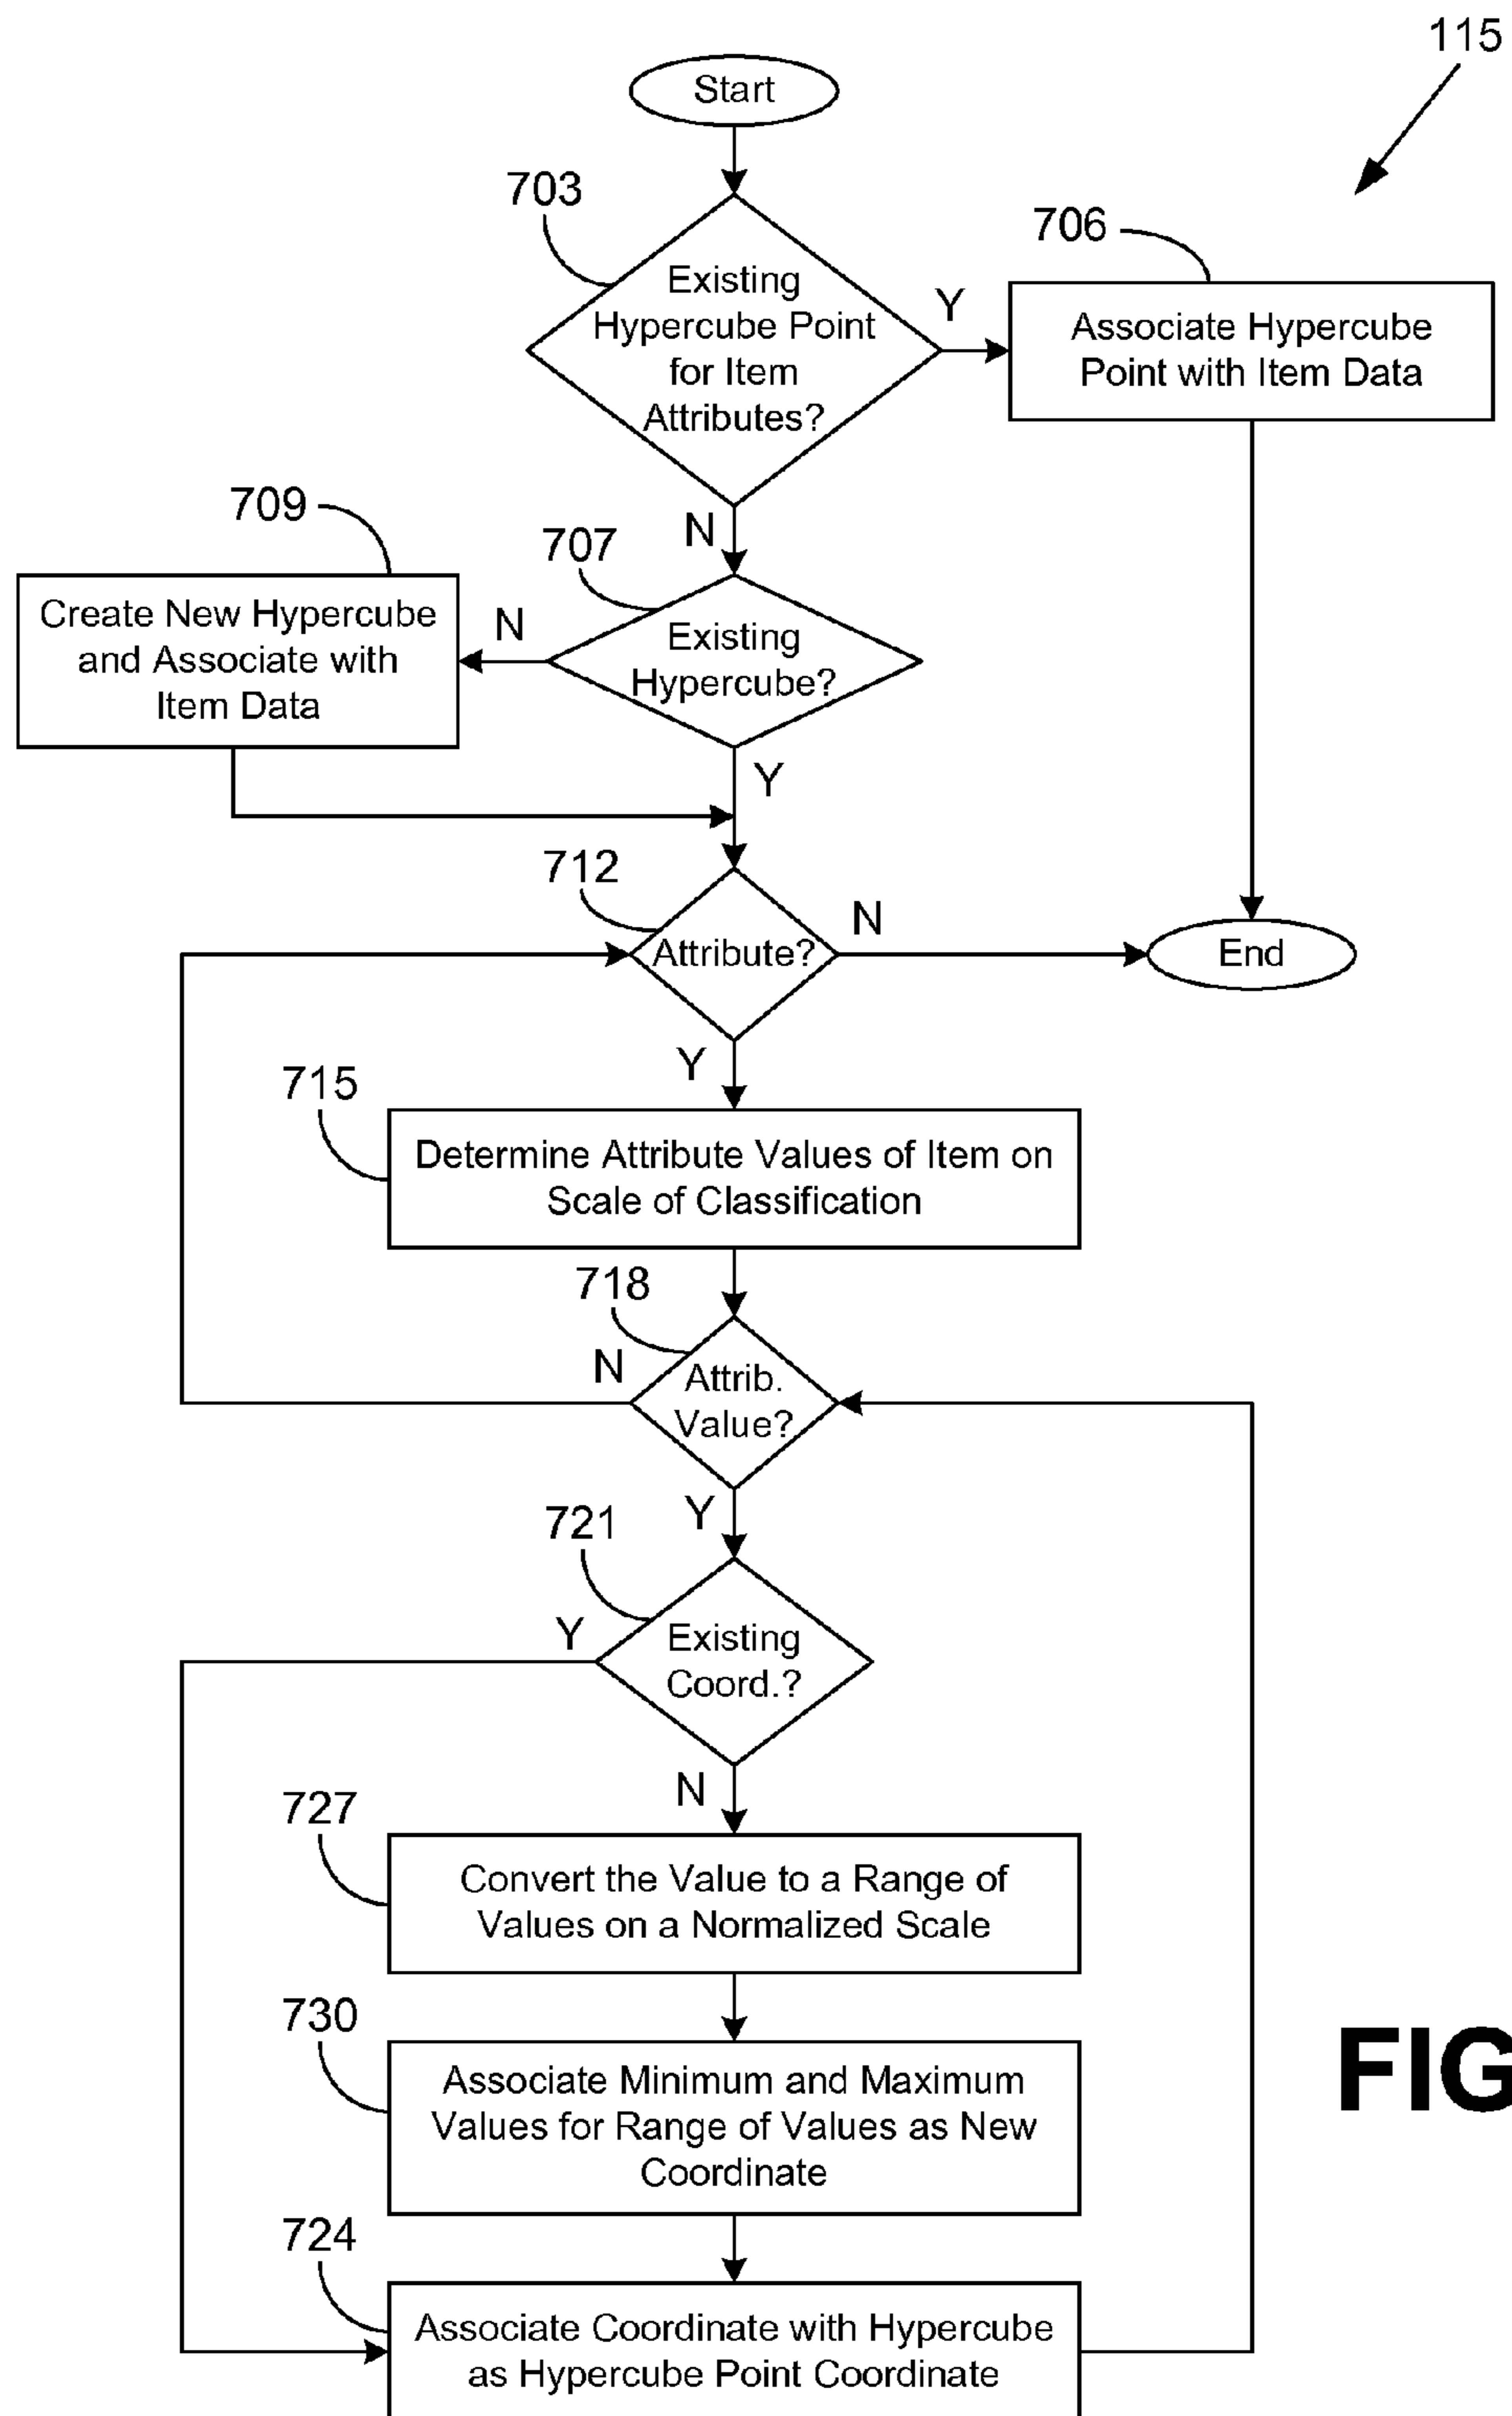 115
Start
703
Existing
Hypercube Point
for Item
Attributes?
Y
706
Associate Hypercube
Point with Item Data
N
709
Create New Hypercube
and Associate with
Item Data
N
707
Existing
Hypercube?
Y
712
Attribute?
N
End
Y
715
Determine Attribute Values of Item on
Scale of Classification
718
N
Attrib.
Value?
Y
721
Y
Existing
Coord.?
N
727
Convert the Value to a Range of
Values on a Normalized Scale
730
Associate Minimum and Maximum
Values for Range of Values as New
Coordinate
FIG
724
Associate Coordinate with Hypercube
as Hypercube Point Coordinate